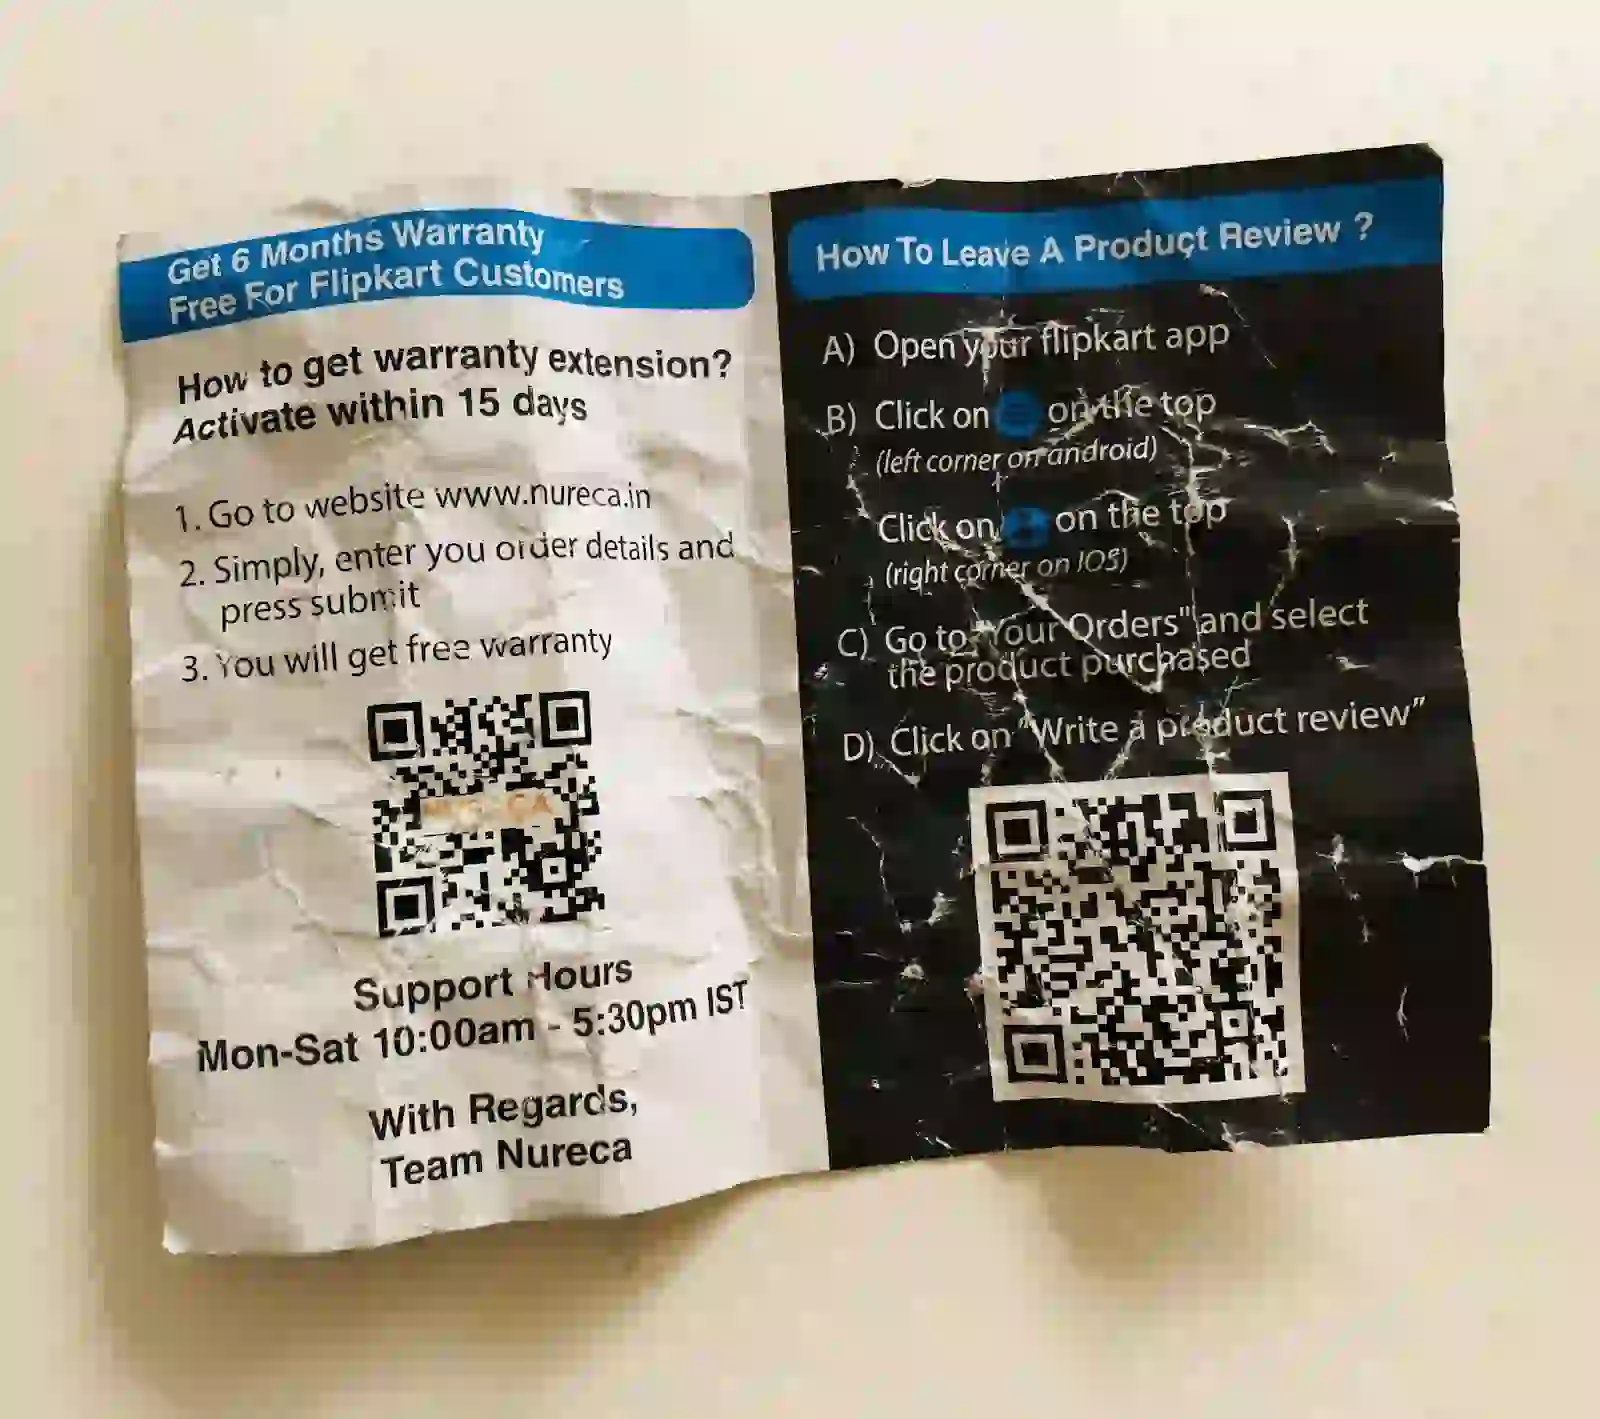 Get 6 Months Warranty
Free For Flipkart Customers
How to get warranty extension?
Activate within 15 days
1. Go to website www.nureca.in
2. Simply, enter you order details and
press submit
3. You will get free warranty
Support Hours
Mon-Sat 10:00am - 5:30pm IST
With Regards,
Team Nureca
How To Leave A Product Review ?
A) Open your flipkart app
B) Click on on the top
(left corner on android)
Click on on the top
(right corner on IOS)
C) Go to "Your Orders" and select
the product purchased
D) Click on "Write a product review"